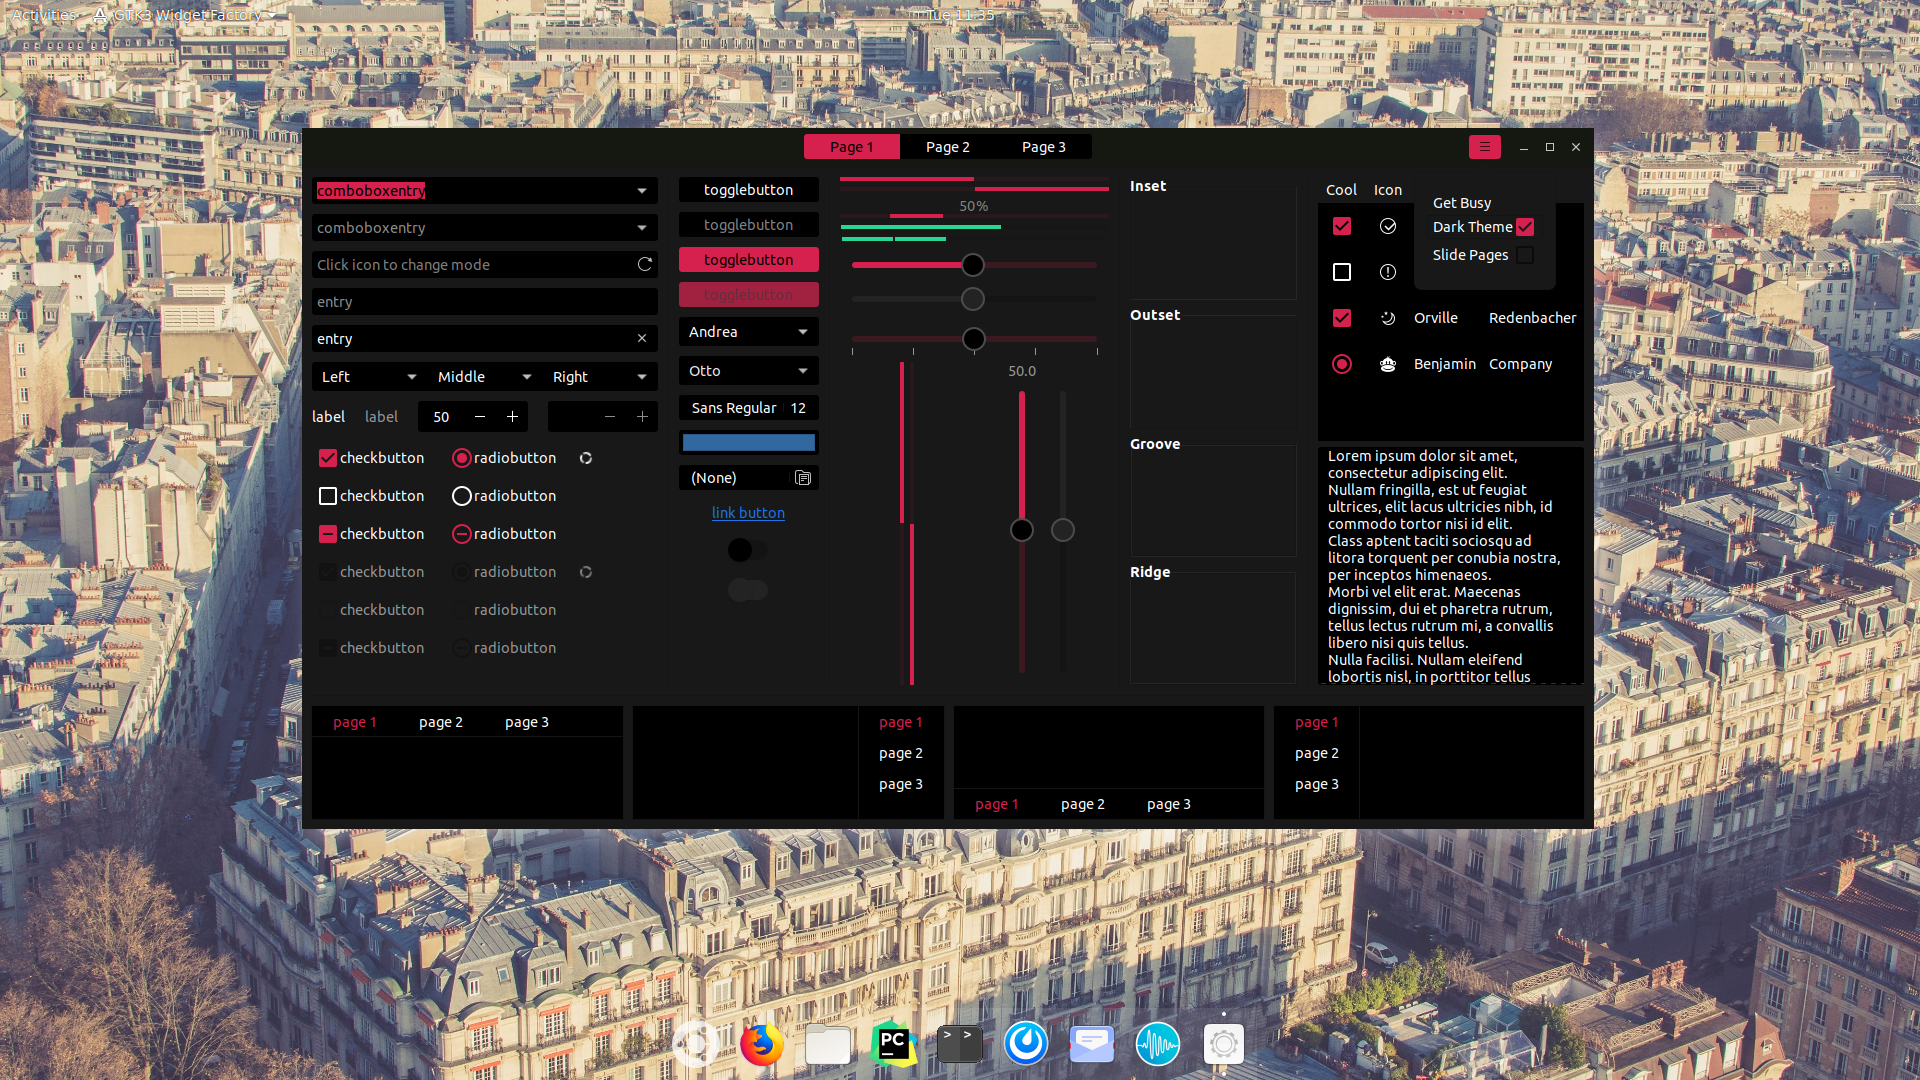 Activities GTK3 Widget Factory Tue 11:35
Page 1 Page 2 Page 3
comboboxentry
comboboxentry
Click icon to change mode
entry
entry
Left Middle Right
label label 50
checkbutton radiobutton
checkbutton radiobutton
checkbutton radiobutton
checkbutton radiobutton
checkbutton radiobutton
checkbutton radiobutton
togglebutton
togglebutton
togglebutton
togglebutton
Andrea
Otto
Sans Regular 12
(None)
link button
50%
50.0
Inset
Outset
Groove
Ridge
Cool Icon
Get Busy
Dark Theme
Slide Pages
Orville Redenbacher
Benjamin Company
Lorem ipsum dolor sit amet,
consectetur adipiscing elit.
Nullam fringilla, est ut feugiat
ultrices, elit lacus ultricies nibh, id
commodo tortor nisi id elit.
Class aptent taciti sociosqu ad
litora torquent per conubia nostra,
per inceptos himenaeos.
Morbi vel elit erat. Maecenas
dignissim, dui et pharetra rutrum,
tellus lectus rutrum mi, a convallis
libero nisi quis tellus.
Nulla facilisi. Nullam eleifend
lobortis nisl, in porttitor tellus
page 1 page 2 page 3
page 1
page 2
page 3
page 1 page 2 page 3
page 1
page 2
page 3
> >
PC